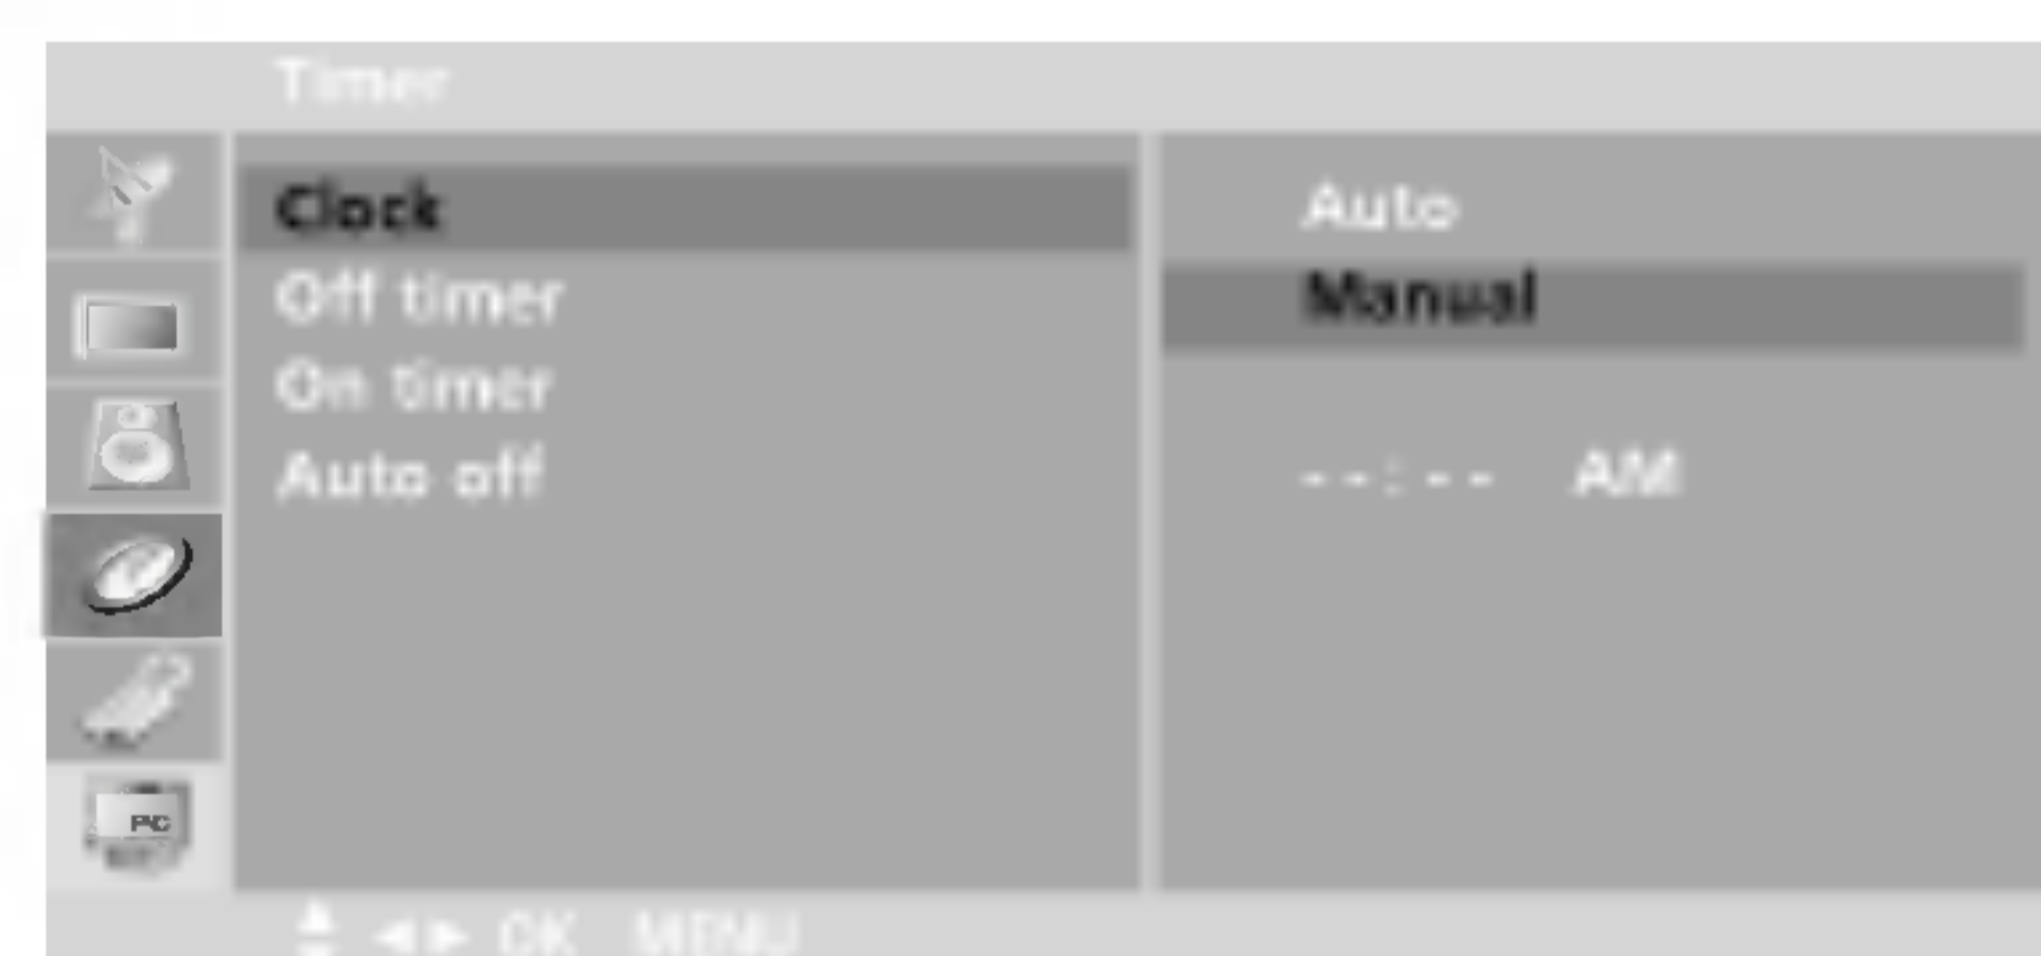 Timer
Clock
Off timer
On timer
Auto off
Auto
Manual
--:-- AM
PC
OK MENU